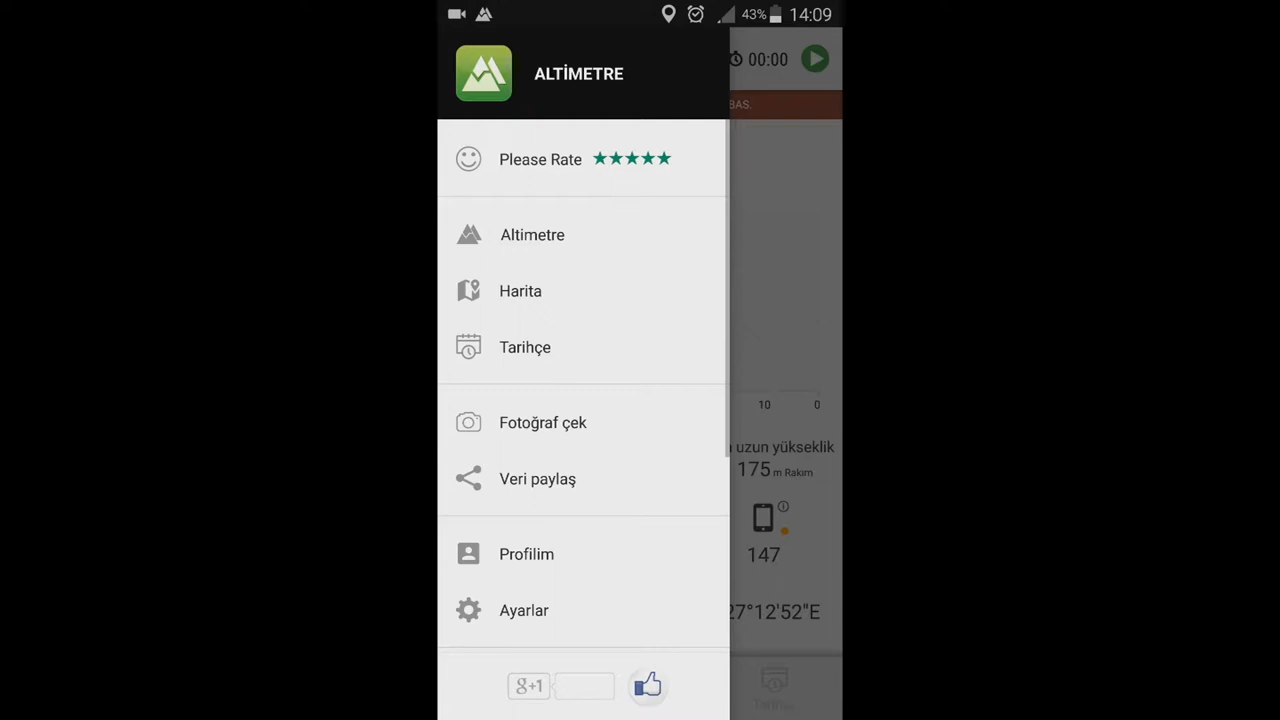 43% 14:09
ALTİMETRE
00:00
BAS.
Please Rate
Altimetre
Harita
Tarihçe
10 0
Fotoğraf çek
uzun yükseklik
175 m Rakım
Veri paylaş
147
Profilim
Ayarlar
27°12'52"E
g+1